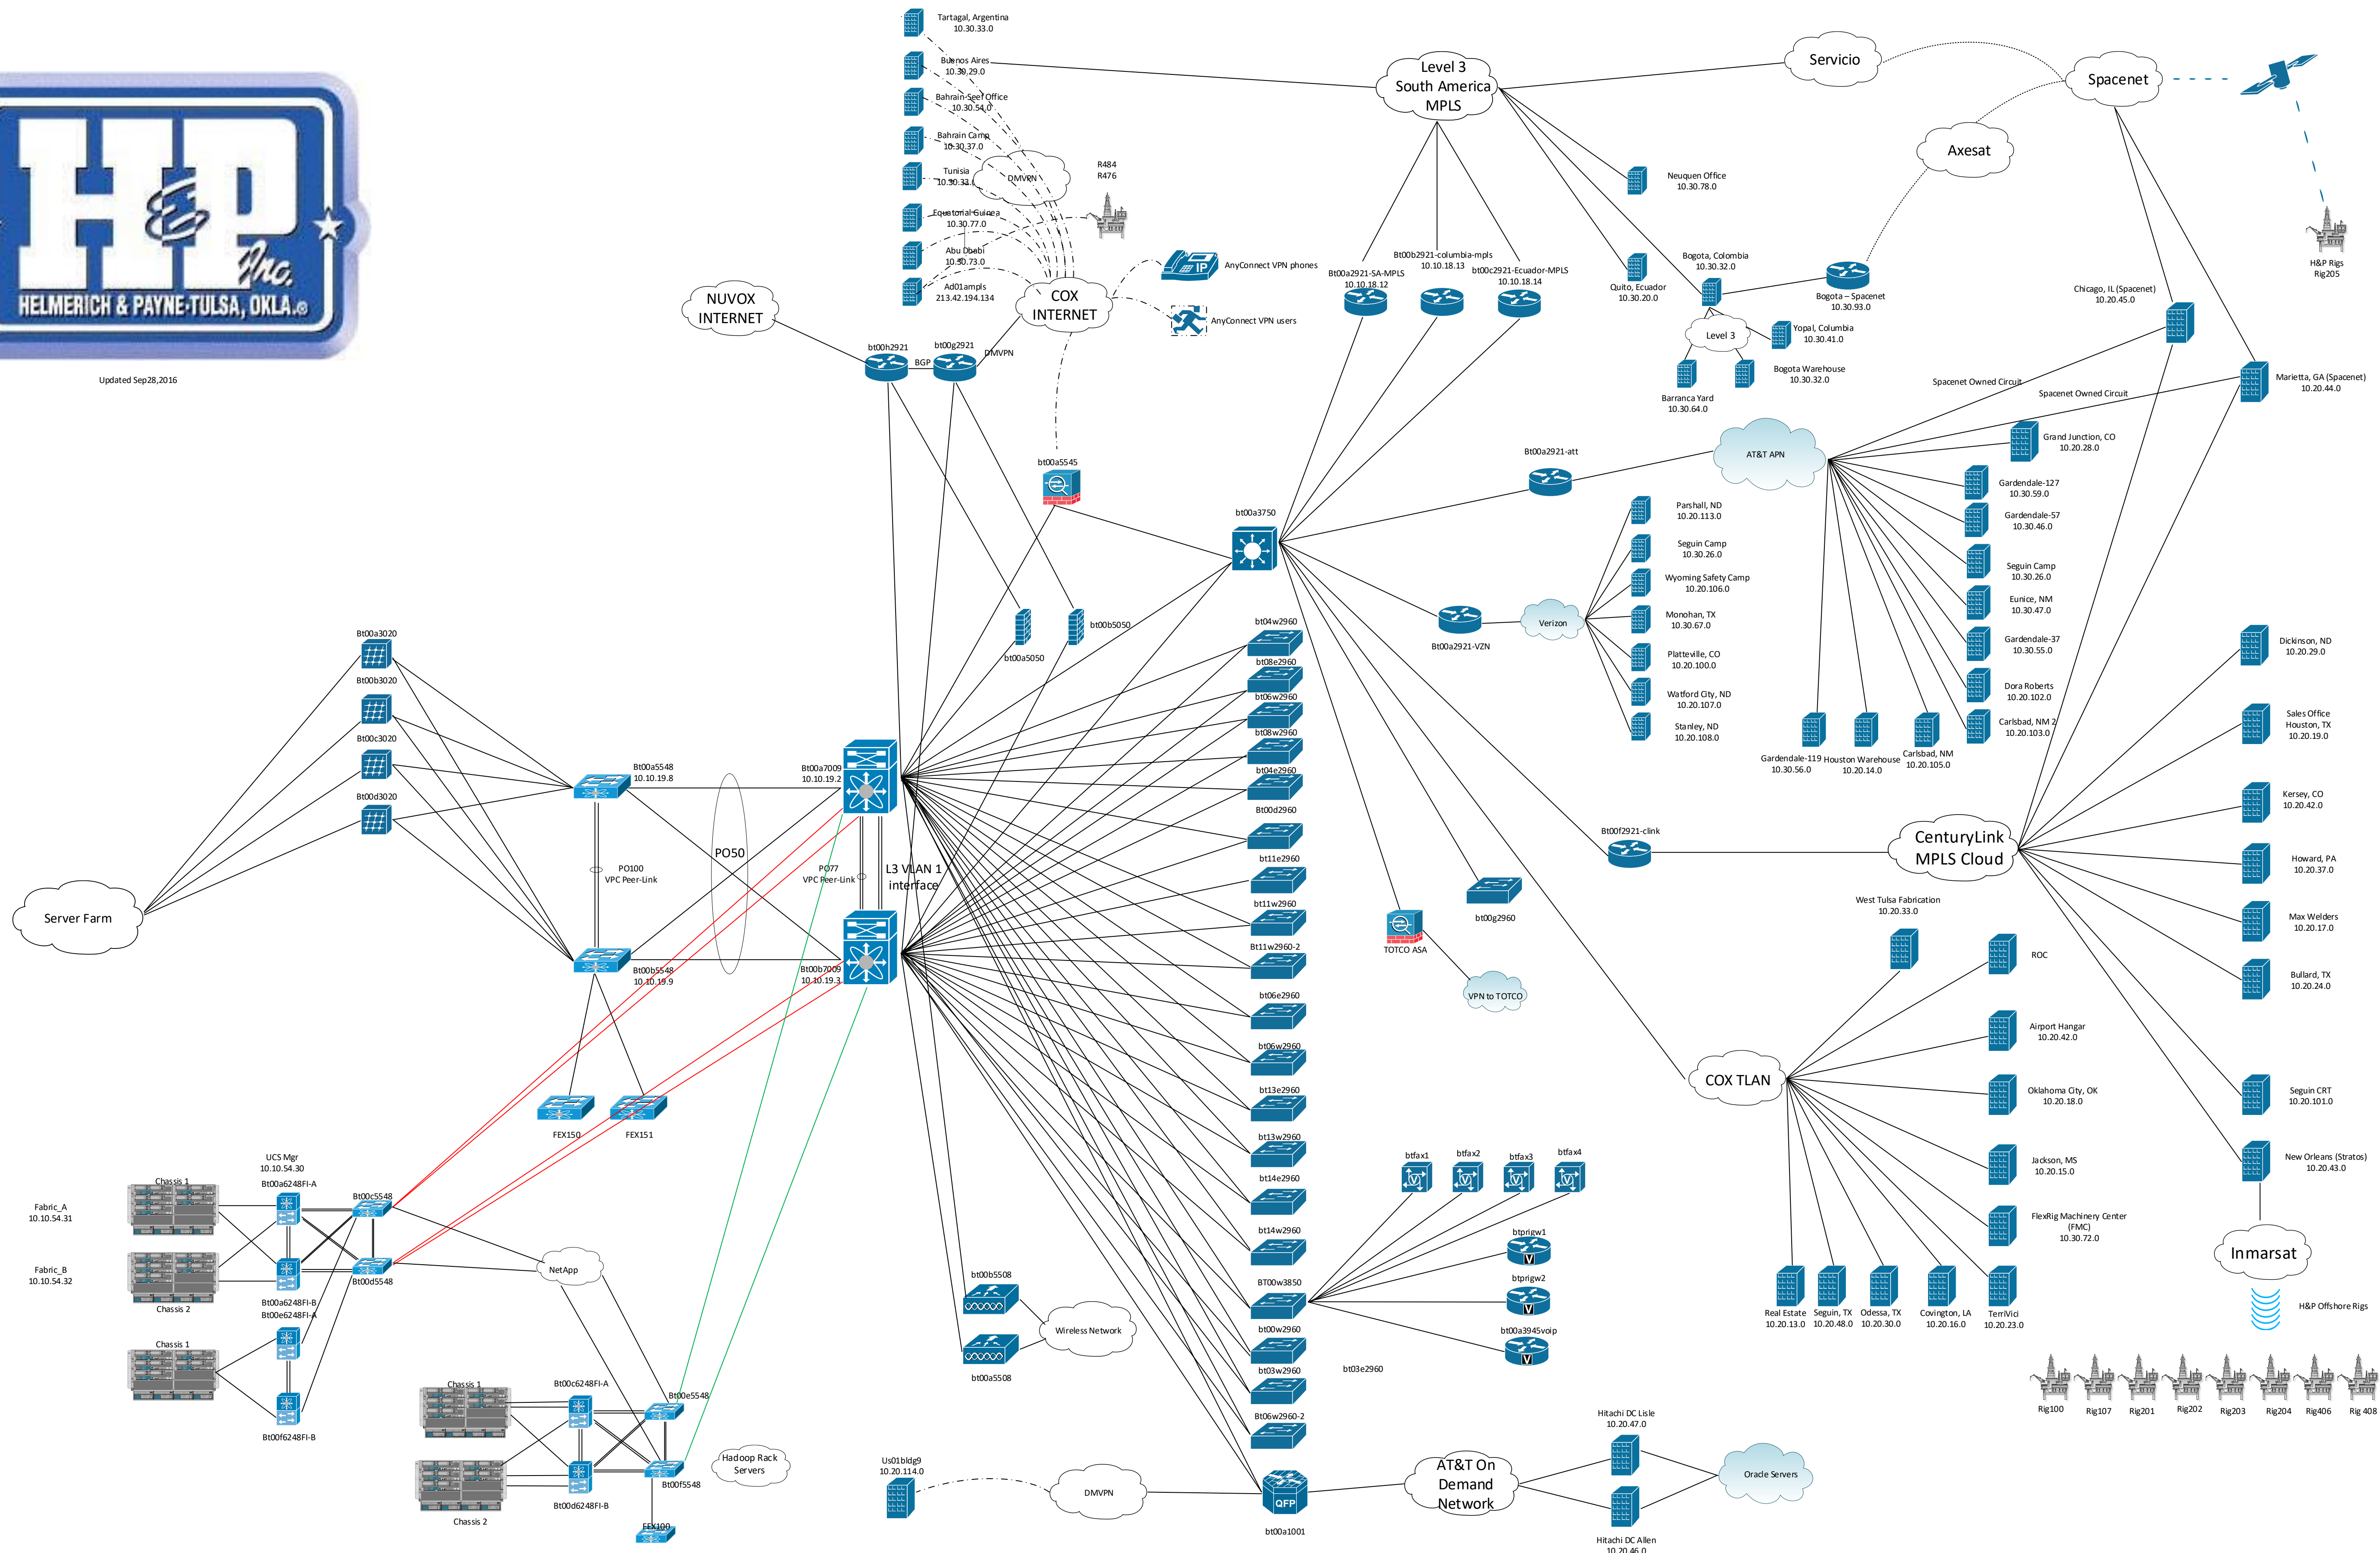 H&P
Inc.
HELMERICH & PAYNE-TULSA, OKLA.®
Updated Sep28,2016
Tartagal, Argentina
10.30.33.0
Buenos Aires
10.30.29.0
Bahrain-Seef Office
10.30.54.0
Bahrain Camp
10.30.37.0
Tunisia
10.30.33.
Equatorial Guinea
10.30.77.0
Abu Dhabi
10.30.73.0
Ad01ampls
213.42.194.134
DMVPN
R484
R476
NUVOX
INTERNET
COX
INTERNET
AnyConnect VPN phones
IP
AnyConnect VPN users
bt00h2921
BGP
bt00g2921
DMVPN
bt00a5545
Level 3
South America
MPLS
Servicio
Spacenet
Axesat
H&P Rigs
Rig205
Neuquen Office
10.30.78.0
Quito, Ecuador
10.30.20.0
Bogota, Colombia
10.30.32.0
Bogota – Spacenet
10.30.93.0
Level 3
Yopal, Columbia
10.30.41.0
Bogota Warehouse
10.30.32.0
Barranca Yard
10.30.64.0
Bt00a2921-SA-MPLS
10.10.18.12
Bt00b2921-columbia-mpls
10.10.18.13
bt00c2921-Ecuador-MPLS
10.10.18.14
Chicago, IL (Spacenet)
10.20.45.0
Marietta, GA (Spacenet)
10.20.44.0
Spacenet Owned Circuit
Spacenet Owned Circuit
Bt00a2921-att
AT&T APN
Grand Junction, CO
10.20.28.0
Gardendale-127
10.30.59.0
Gardendale-57
10.30.46.0
Seguin Camp
10.30.26.0
Eunice, NM
10.30.47.0
Gardendale-37
10.30.55.0
Dora Roberts
10.20.102.0
Carlsbad, NM 2
10.20.103.0
Carlsbad, NM
10.20.105.0
Houston Warehouse
10.20.14.0
Gardendale-119
10.30.56.0
bt00a3750
Bt00a2921-VZN
Verizon
Parshall, ND
10.20.113.0
Seguin Camp
10.30.26.0
Wyoming Safety Camp
10.20.106.0
Monohan, TX
10.30.67.0
Platteville, CO
10.20.100.0
Watford City, ND
10.20.107.0
Stanley, ND
10.20.108.0
bt00a5050
bt00b5050
Bt00a3020
Bt00b3020
Bt00c3020
Bt00d3020
Server Farm
Bt00a5548
10.10.19.8
Bt00b5548
10.10.19.9
PO100
VPC Peer-Link
PO50
Bt00a7009
10.10.19.2
PO77
VPC Peer-Link
L3 VLAN 1
interface
Bt00b7009
10.10.19.3
FEX150
FEX151
bt04w2960
bt08e2960
bt06w2960
bt08w2960
bt04e2960
Bt00d2960
bt11e2960
bt11w2960
Bt11w2960-2
bt06e2960
bt06w2960
bt13e2960
bt13w2960
bt14e2960
bt14w2960
BT00w3850
bt00w2960
bt03w2960
Bt06w2960-2
bt03e2960
bt00g2960
TOTCO ASA
VPN to TOTCO
Bt00f2921-clink
CenturyLink
MPLS Cloud
Dickinson, ND
10.20.29.0
Sales Office
Houston, TX
10.20.19.0
Kersey, CO
10.20.42.0
Howard, PA
10.20.37.0
Max Welders
10.20.17.0
Bullard, TX
10.20.24.0
Seguin CRT
10.20.101.0
New Orleans (Stratos)
10.20.43.0
Inmarsat
H&P Offshore Rigs
Rig100
Rig107
Rig201
Rig202
Rig203
Rig204
Rig406
Rig 408
COX TLAN
West Tulsa Fabrication
10.20.33.0
ROC
Airport Hangar
10.20.42.0
Oklahoma City, OK
10.20.18.0
Jackson, MS
10.20.15.0
FlexRig Machinery Center
(FMC)
10.30.72.0
TerriVici
10.20.23.0
Covington, LA
10.20.16.0
Odessa, TX
10.20.30.0
Seguin, TX
10.20.48.0
Real Estate
10.20.13.0
btfax1
btfax2
btfax3
btfax4
V
V
V
V
btprigw1
V
btprigw2
V
bt00a3945voip
V
UCS Mgr
10.10.54.30
Chassis 1
Bt00a6248FI-A
Bt00c5548
Fabric_A
10.10.54.31
Fabric_B
10.10.54.32
Chassis 2
Bt00a6248FI-B
Bt00d5548
Bt00e6248FI-A
Chassis 1
Bt00f6248FI-B
NetApp
Chassis 1
Bt00c6248FI-A
Bt00e5548
Chassis 2
Bt00d6248FI-B
Bt00f5548
FEX100
Hadoop Rack
Servers
bt00b5508
bt00a5508
Wireless Network
Us01bldg9
10.20.114.0
DMVPN
QFP
bt00a1001
AT&T On
Demand
Network
Hitachi DC Lisle
10.20.47.0
Hitachi DC Allen
10.20.46.0
Oracle Servers